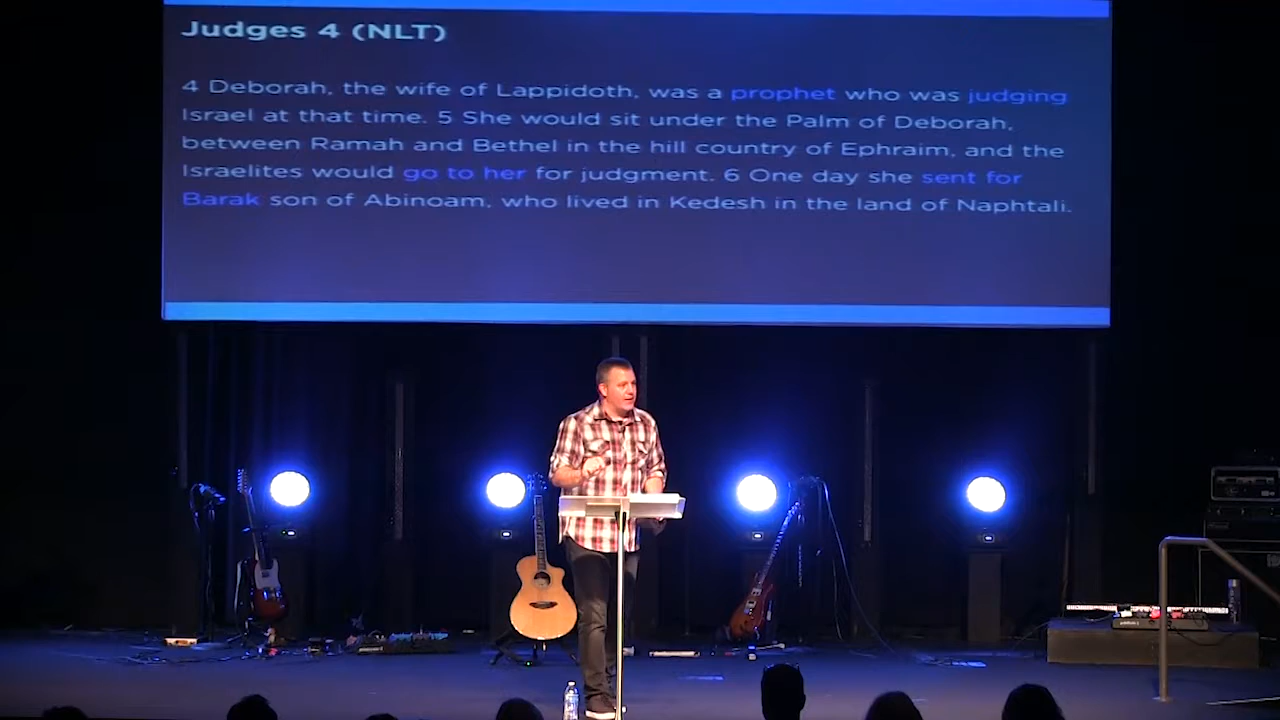 Judges 4 (NLT)
4 Deborah, the wife of Lappidoth, was a prophet who was judging
Israel at that time. 5 She would sit under the Palm of Deborah,
between Ramah and Bethel in the hill country of Ephraim, and the
Israelites would go to her for judgment. 6 One day she sent for
Barak son of Abinoam, who lived in Kedesh in the land of Naphtali.